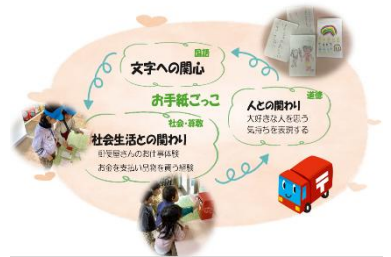 国語
文字への関心
お手紙ごっこ
社会・算数
社会生活との関わり
郵便屋さんのお仕事体験
お金を支払い品物を買う経験
道徳
人との関わり
大好きな人を思う
気持ちを表現する
〒